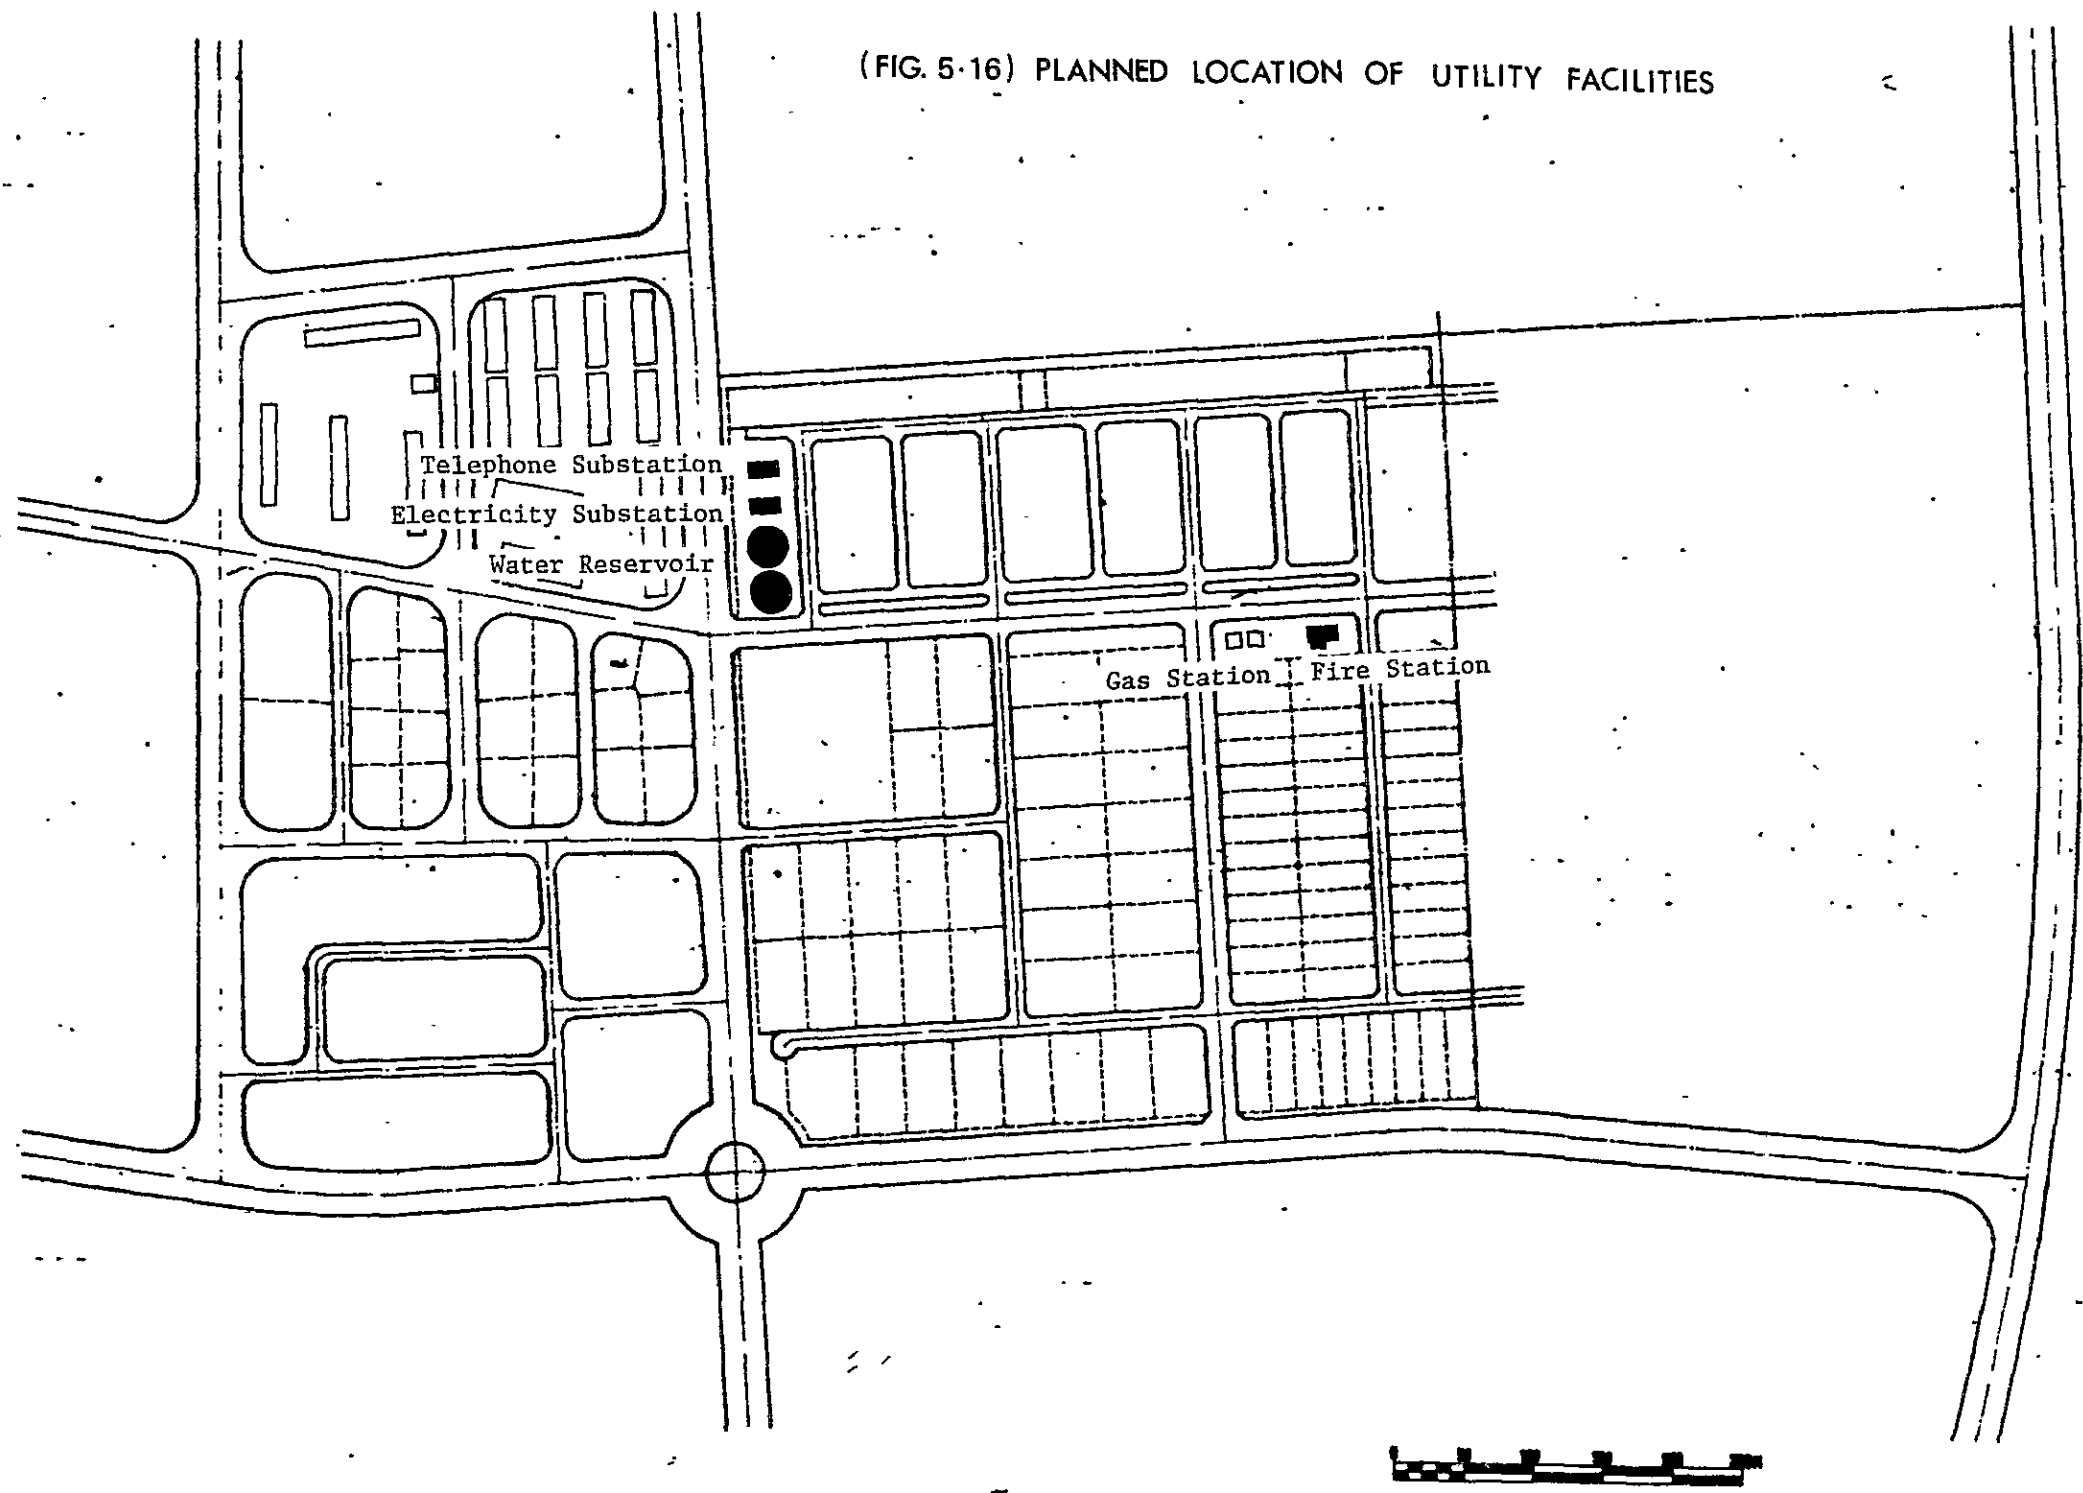 (FIG. 5·16) PLANNED LOCATION OF UTILITY FACILITIES
Telephone Substation
Electricity Substation
Water Reservoir
Gas Station
Fire Station